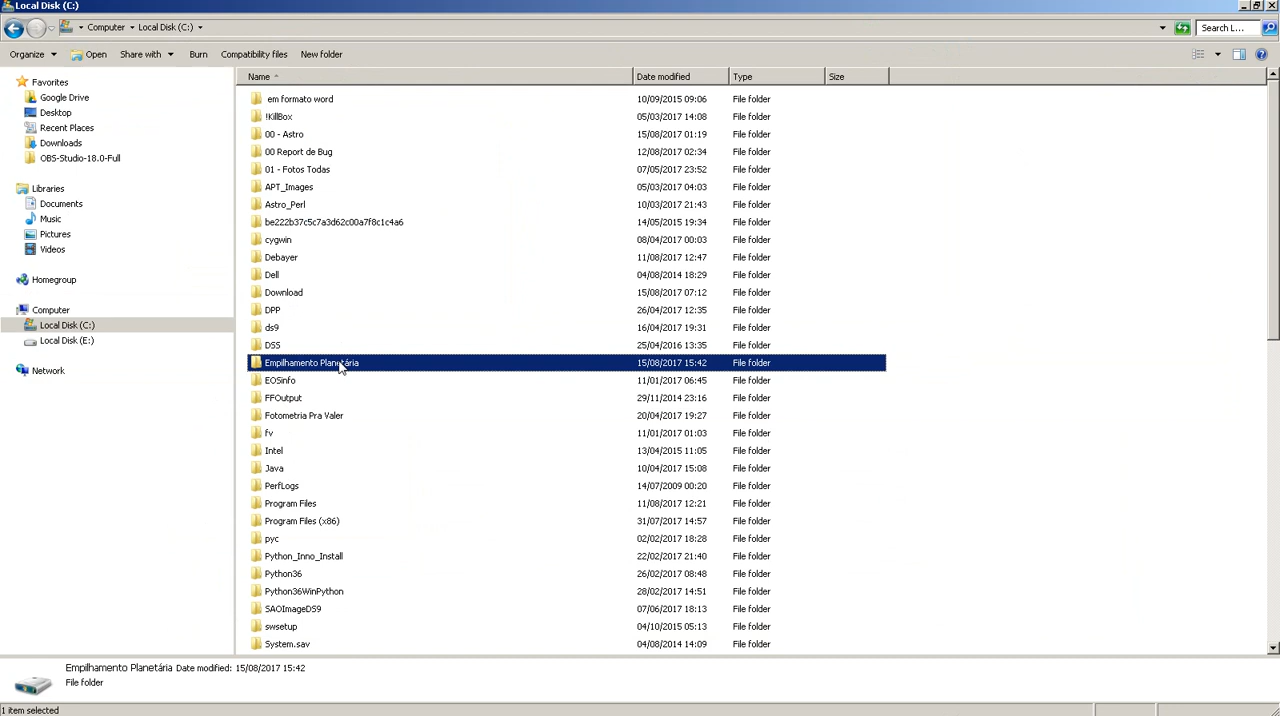 Local Disk (C:)
Computer Local Disk (C:) Search L...
Organize Open Share with Burn Compatibility files New folder
Favorites
Google Drive
Desktop
Recent Places
Downloads
OBS-Studio-18.0-Full
Libraries
Documents
Music
Pictures
Videos
Homegroup
Computer
Local Disk (C:)
Local Disk (E:)
Network
Name Date modified Type Size
em formato word 10/09/2015 09:06 File folder
!KillBox 05/03/2017 14:08 File folder
00 - Astro 15/08/2017 01:19 File folder
00 Report de Bug 12/08/2017 02:34 File folder
01 - Fotos Todas 07/05/2017 23:52 File folder
APT_Images 05/03/2017 04:03 File folder
Astro_Perl 10/03/2017 21:43 File folder
be222b37c5c7a3d62c00a7f8c1c4a6 14/05/2015 19:34 File folder
cygwin 08/04/2017 00:03 File folder
Debayer 11/08/2017 12:47 File folder
Dell 04/08/2014 18:29 File folder
Download 15/08/2017 07:12 File folder
DPP 26/04/2017 12:35 File folder
ds9 16/04/2017 19:31 File folder
DSS 25/04/2016 13:35 File folder
Empilhamento Planetária 15/08/2017 15:42 File folder
EOSinfo 11/01/2017 06:45 File folder
FFOutput 29/11/2014 23:16 File folder
Fotometria Pra Valer 20/04/2017 19:27 File folder
fv 11/01/2017 01:03 File folder
Intel 13/04/2015 11:05 File folder
Java 10/04/2017 15:08 File folder
PerfLogs 14/07/2009 00:20 File folder
Program Files 11/08/2017 12:21 File folder
Program Files (x86) 31/07/2017 14:57 File folder
pyc 02/02/2017 18:28 File folder
Python_Inno_Install 22/02/2017 21:40 File folder
Python36 26/02/2017 08:48 File folder
Python36WinPython 28/02/2017 14:51 File folder
SAOImageDS9 07/06/2017 18:13 File folder
swsetup 04/10/2015 05:13 File folder
System.sav 04/08/2014 14:09 File folder
Empilhamento Planetária Date modified: 15/08/2017 15:42
File folder
1 item selected